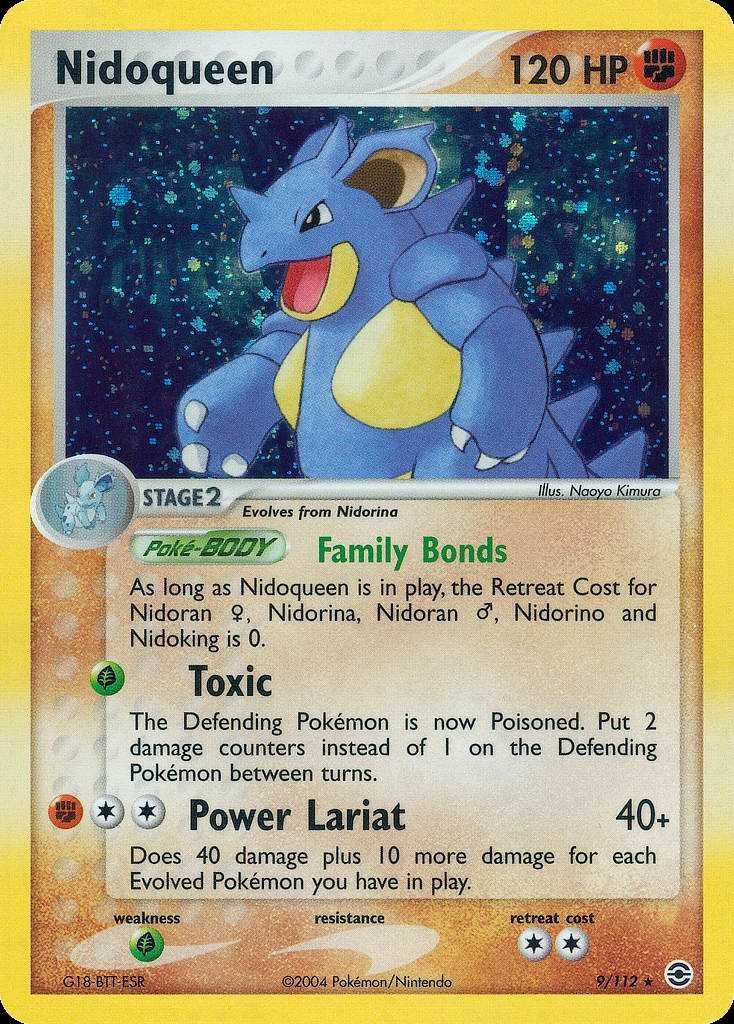 Nidoqueen 120 HP
Illus. Naoyo Kimura
STAGE 2
Evolves from Nidorina
Poké-BODY Family Bonds
As long as Nidoqueen is in play, the Retreat Cost for
Nidoran ♀, Nidorina, Nidoran ♂, Nidorino and
Nidoking is 0.
Toxic
The Defending Pokémon is now Poisoned. Put 2
damage counters instead of 1 on the Defending
Pokémon between turns.
Power Lariat 40+
Does 40 damage plus 10 more damage for each
Evolved Pokémon you have in play.
weakness resistance retreat cost
G18-BTT-ESR ©2004 Pokémon/Nintendo 9/112 ★